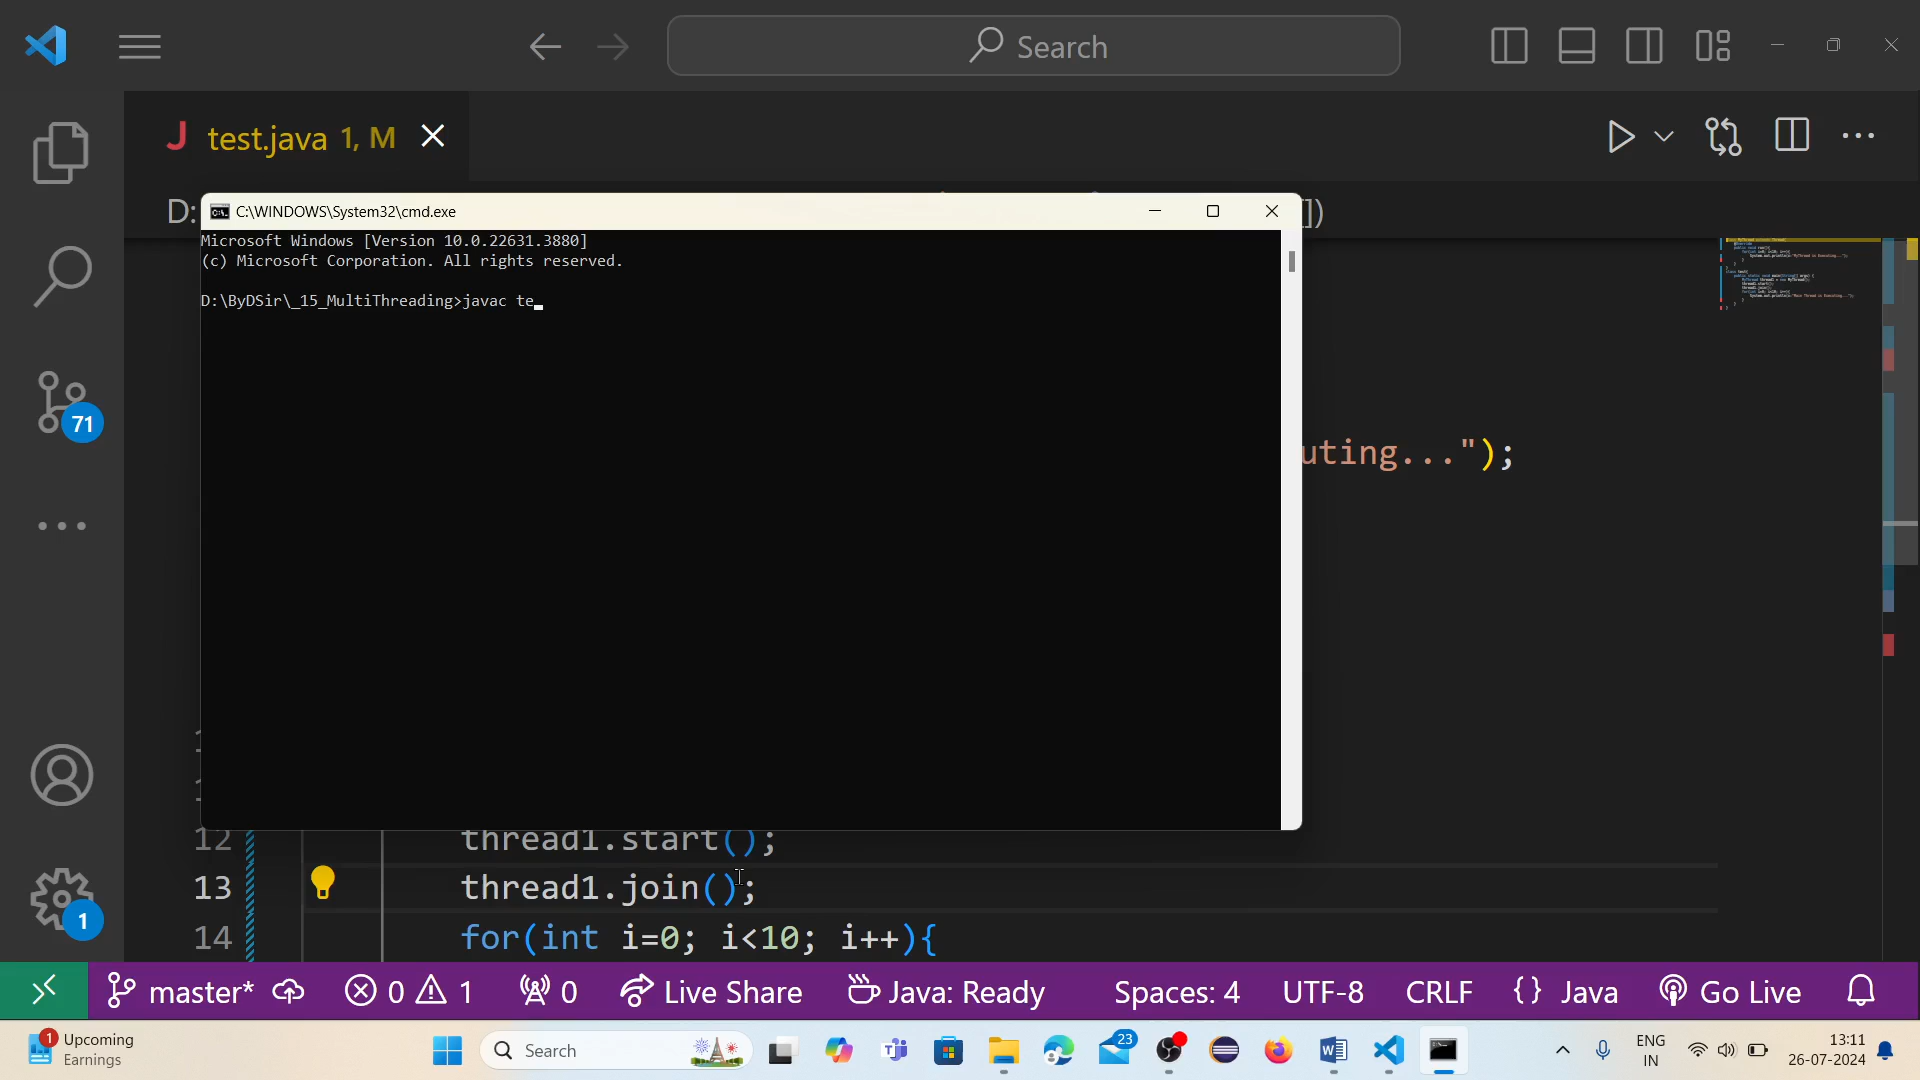 Search
J test.java 1, M
D: ])
C:\WINDOWS\System32\cmd.exe
Microsoft Windows [Version 10.0.22631.3880]
(c) Microsoft Corporation. All rights reserved.
D:\ByDSir\_15_MultiThreading>javac te
uting...");
71
12 thread1.start();
13 thread1.join();
14 for(int i=0; i<10; i++){
1
master* 0 1 0 Live Share Java: Ready Spaces: 4 UTF-8 CRLF {} Java Go Live
1 Upcoming
Earnings
Search
23
ENG
IN
13:11
26-07-2024